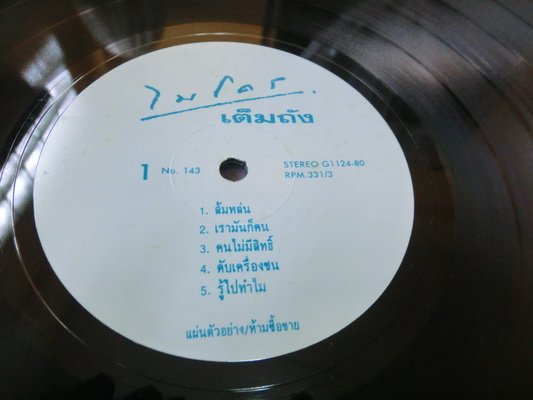 ไมโคร
เต็มถัง
1 No. 143
STEREO G1124-80
RPM. 331/3
1. ส้มหล่น
2. เรามันก็คน
3. คนไม่มีสิทธิ์
4. ดับเครื่องชน
5. รู้ไปทำไม
แผ่นตัวอย่าง/ห้ามซื้อขาย